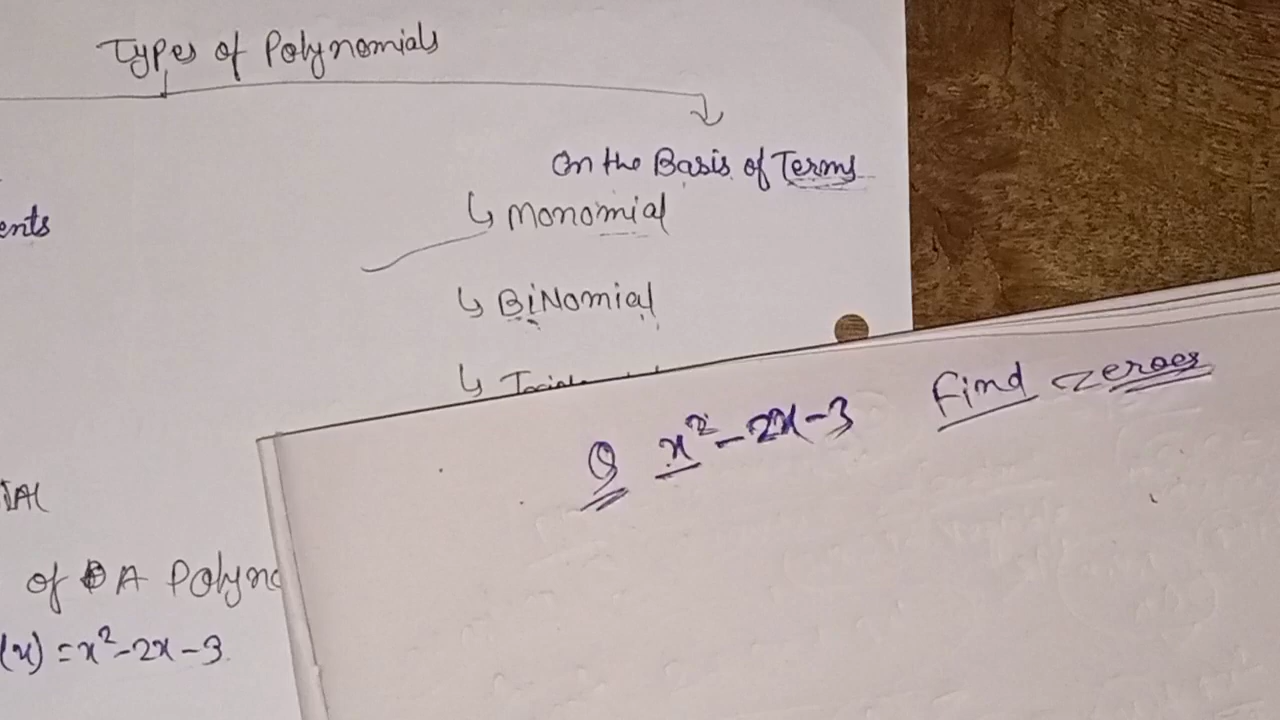 Types of Polynomials
On the Basis of Terms
ents
↳ Monomial
↳ BiNomial
Q x²-2x-3 Find zeroes
of A Polyno
(x) = x²-2x-3